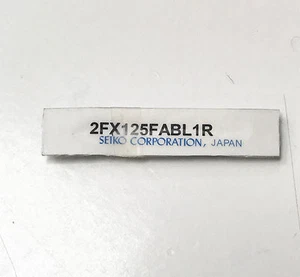 2FX125FABL1R
SEIKO CORPORATION, JAPAN